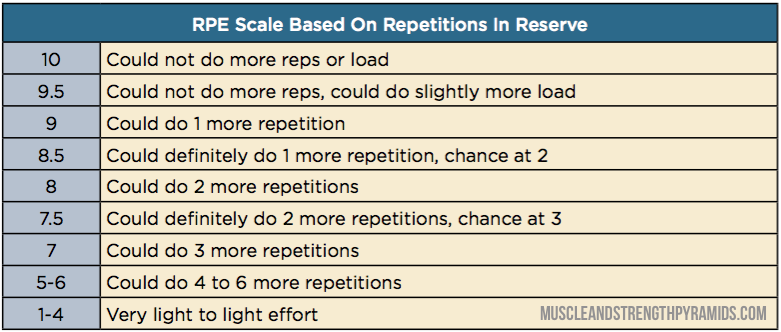 RPE Scale Based On Repetitions In Reserve
10 Could not do more reps or load
9.5 Could not do more reps, could do slightly more load
9 Could do 1 more repetition
8.5 Could definitely do 1 more repetition, chance at 2
8 Could do 2 more repetitions
7.5 Could definitely do 2 more repetitions, chance at 3
7 Could do 3 more repetitions
5-6 Could do 4 to 6 more repetitions
1-4 Very light to light effort
MUSCLEANDSTRENGTHPYRAMIDS.COM